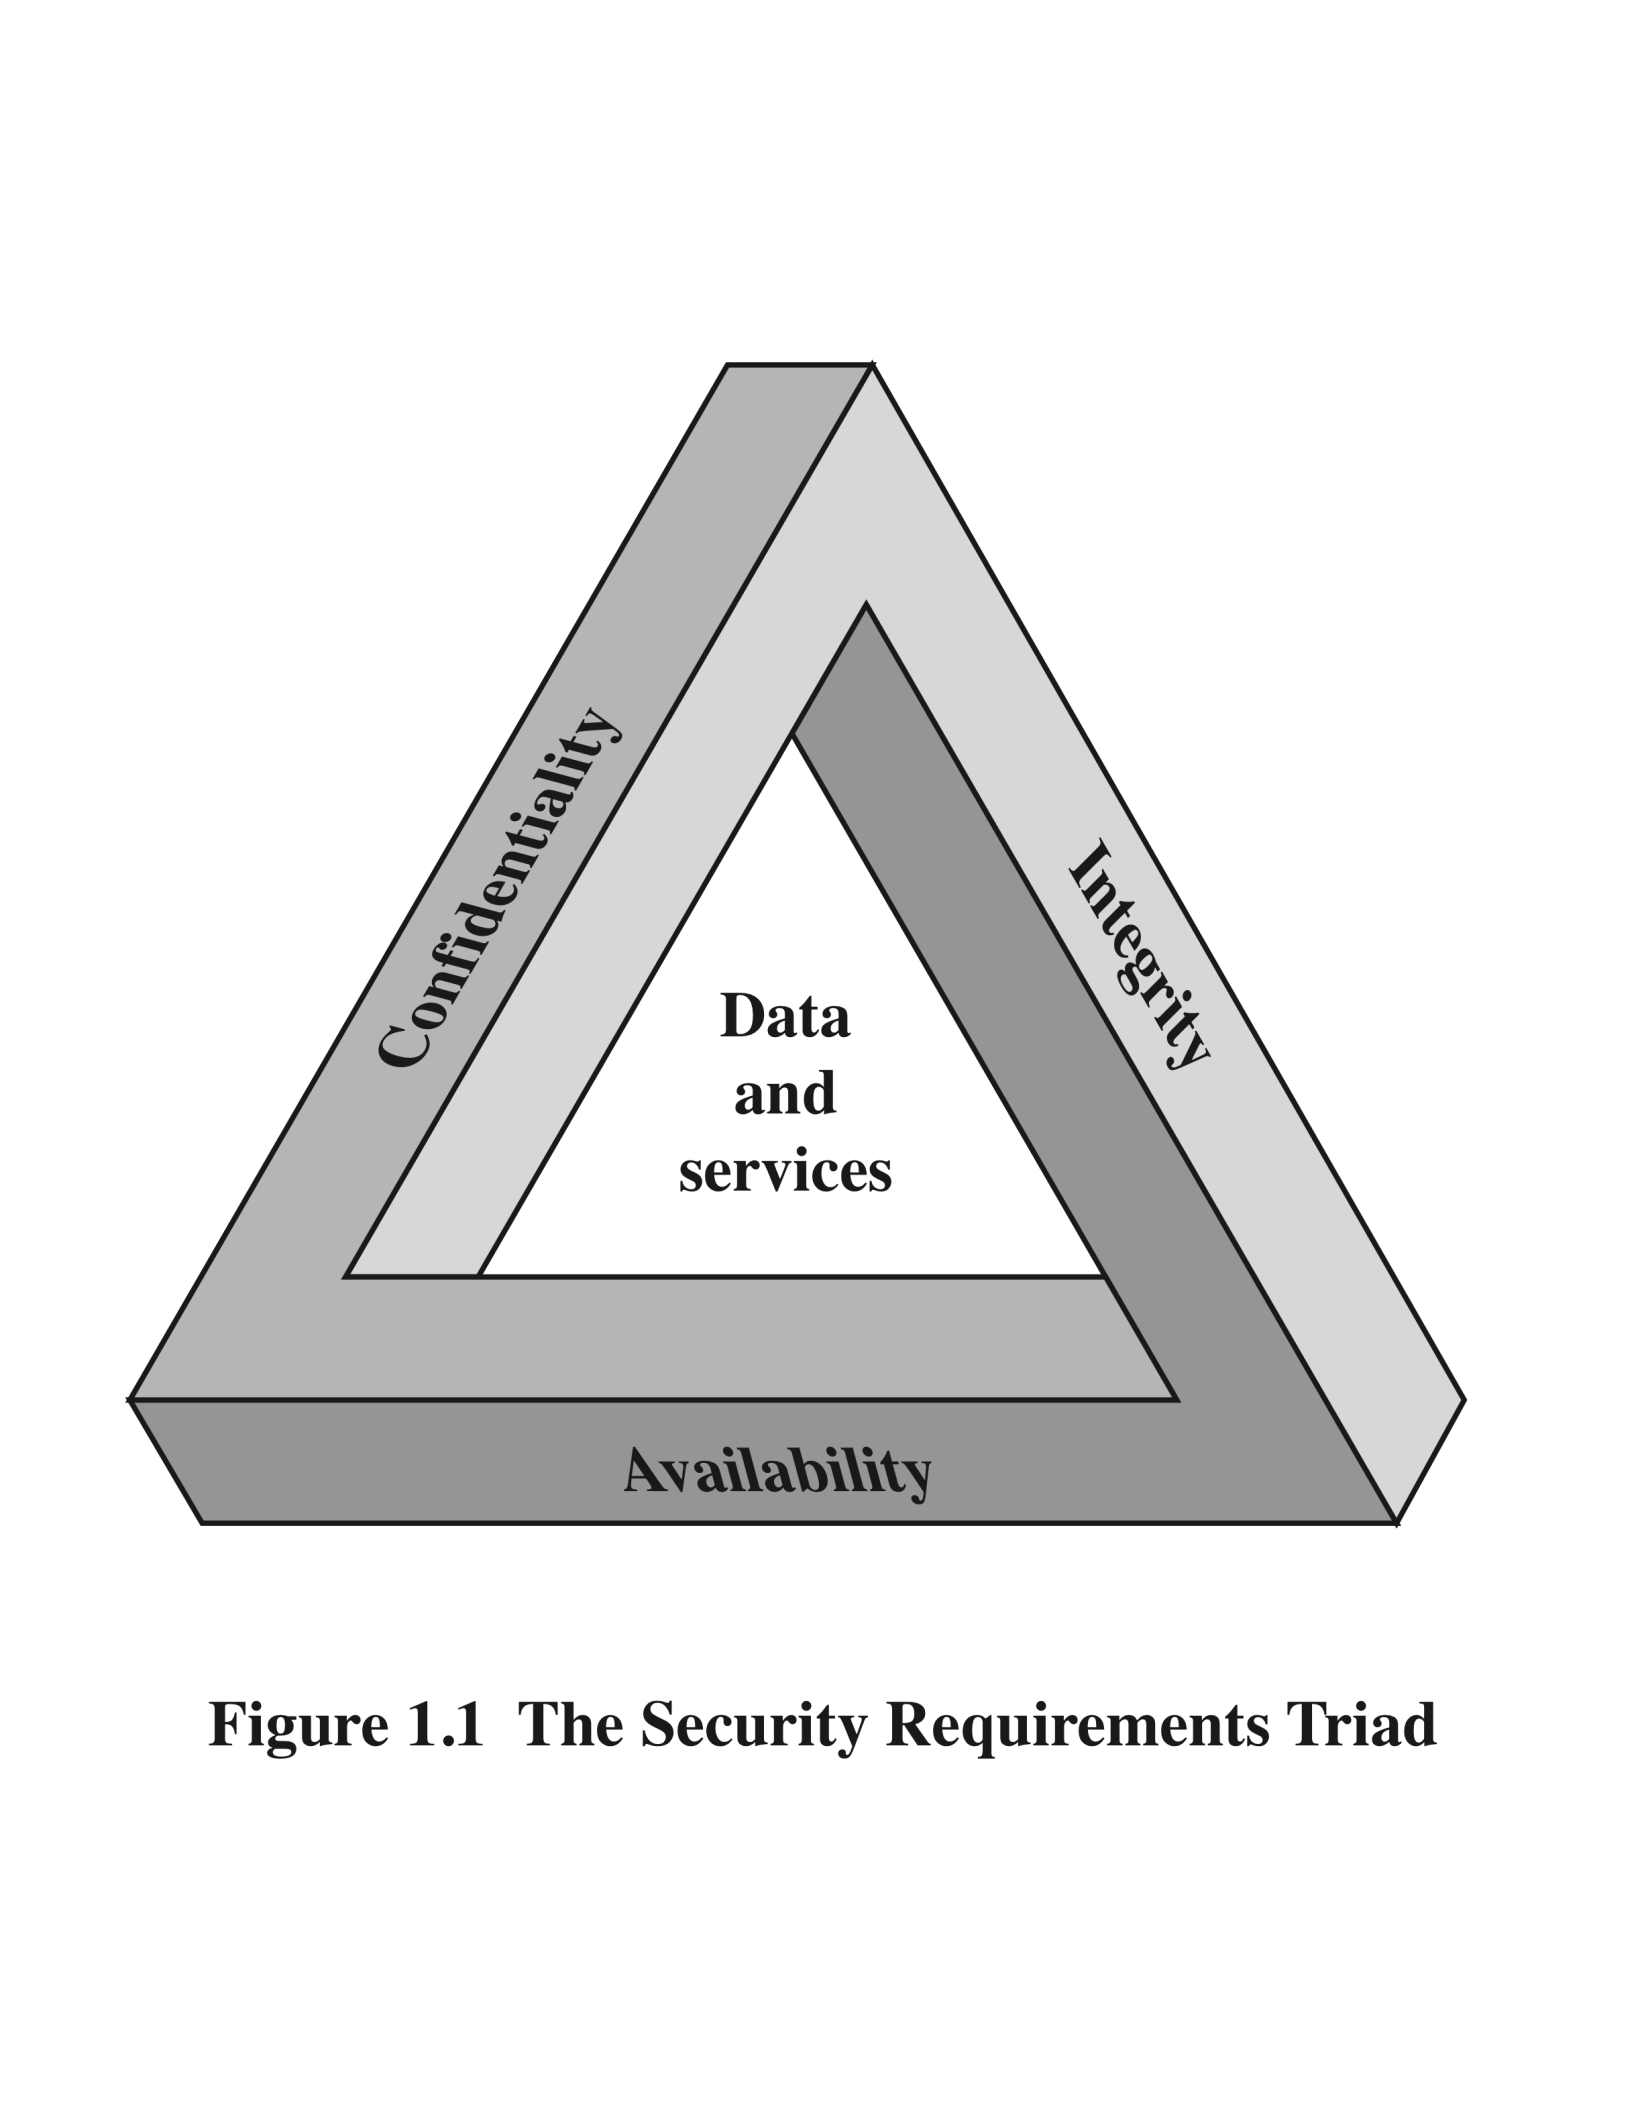 Confidentiality
Integrity
Data
and
services
Availability
Figure 1.1 The Security Requirements Triad